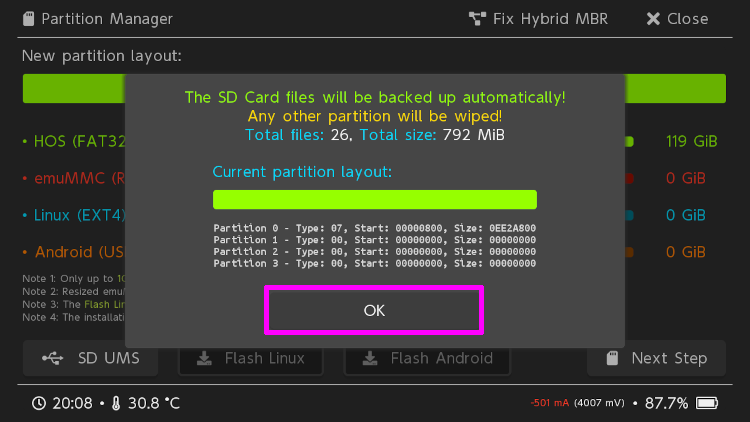 Partition Manager
Fix Hybrid MBR
Close
New partition layout:
The SD Card files will be backed up automatically!
Any other partition will be wiped!
Total files: 26, Total size: 792 MiB
Current partition layout:
• HOS (FAT32
119 GiB
• emuMMC (R
0 GiB
• Linux (EXT4)
0 GiB
• Android (US
0 GiB
Partition 0 - Type: 07, Start: 00000800, Size: 0EE2A800
Partition 1 - Type: 00, Start: 00000000, Size: 00000000
Partition 2 - Type: 00, Start: 00000000, Size: 00000000
Partition 3 - Type: 00, Start: 00000000, Size: 00000000
Note 1: Only up to 1
Note 2: Resized emu
Note 3: The Flash Lin
Note 4: The installati
OK
SD UMS
Flash Linux
Flash Android
Next Step
20:08 • 30.8 °C
-501 mA (4007 mV) • 87.7%